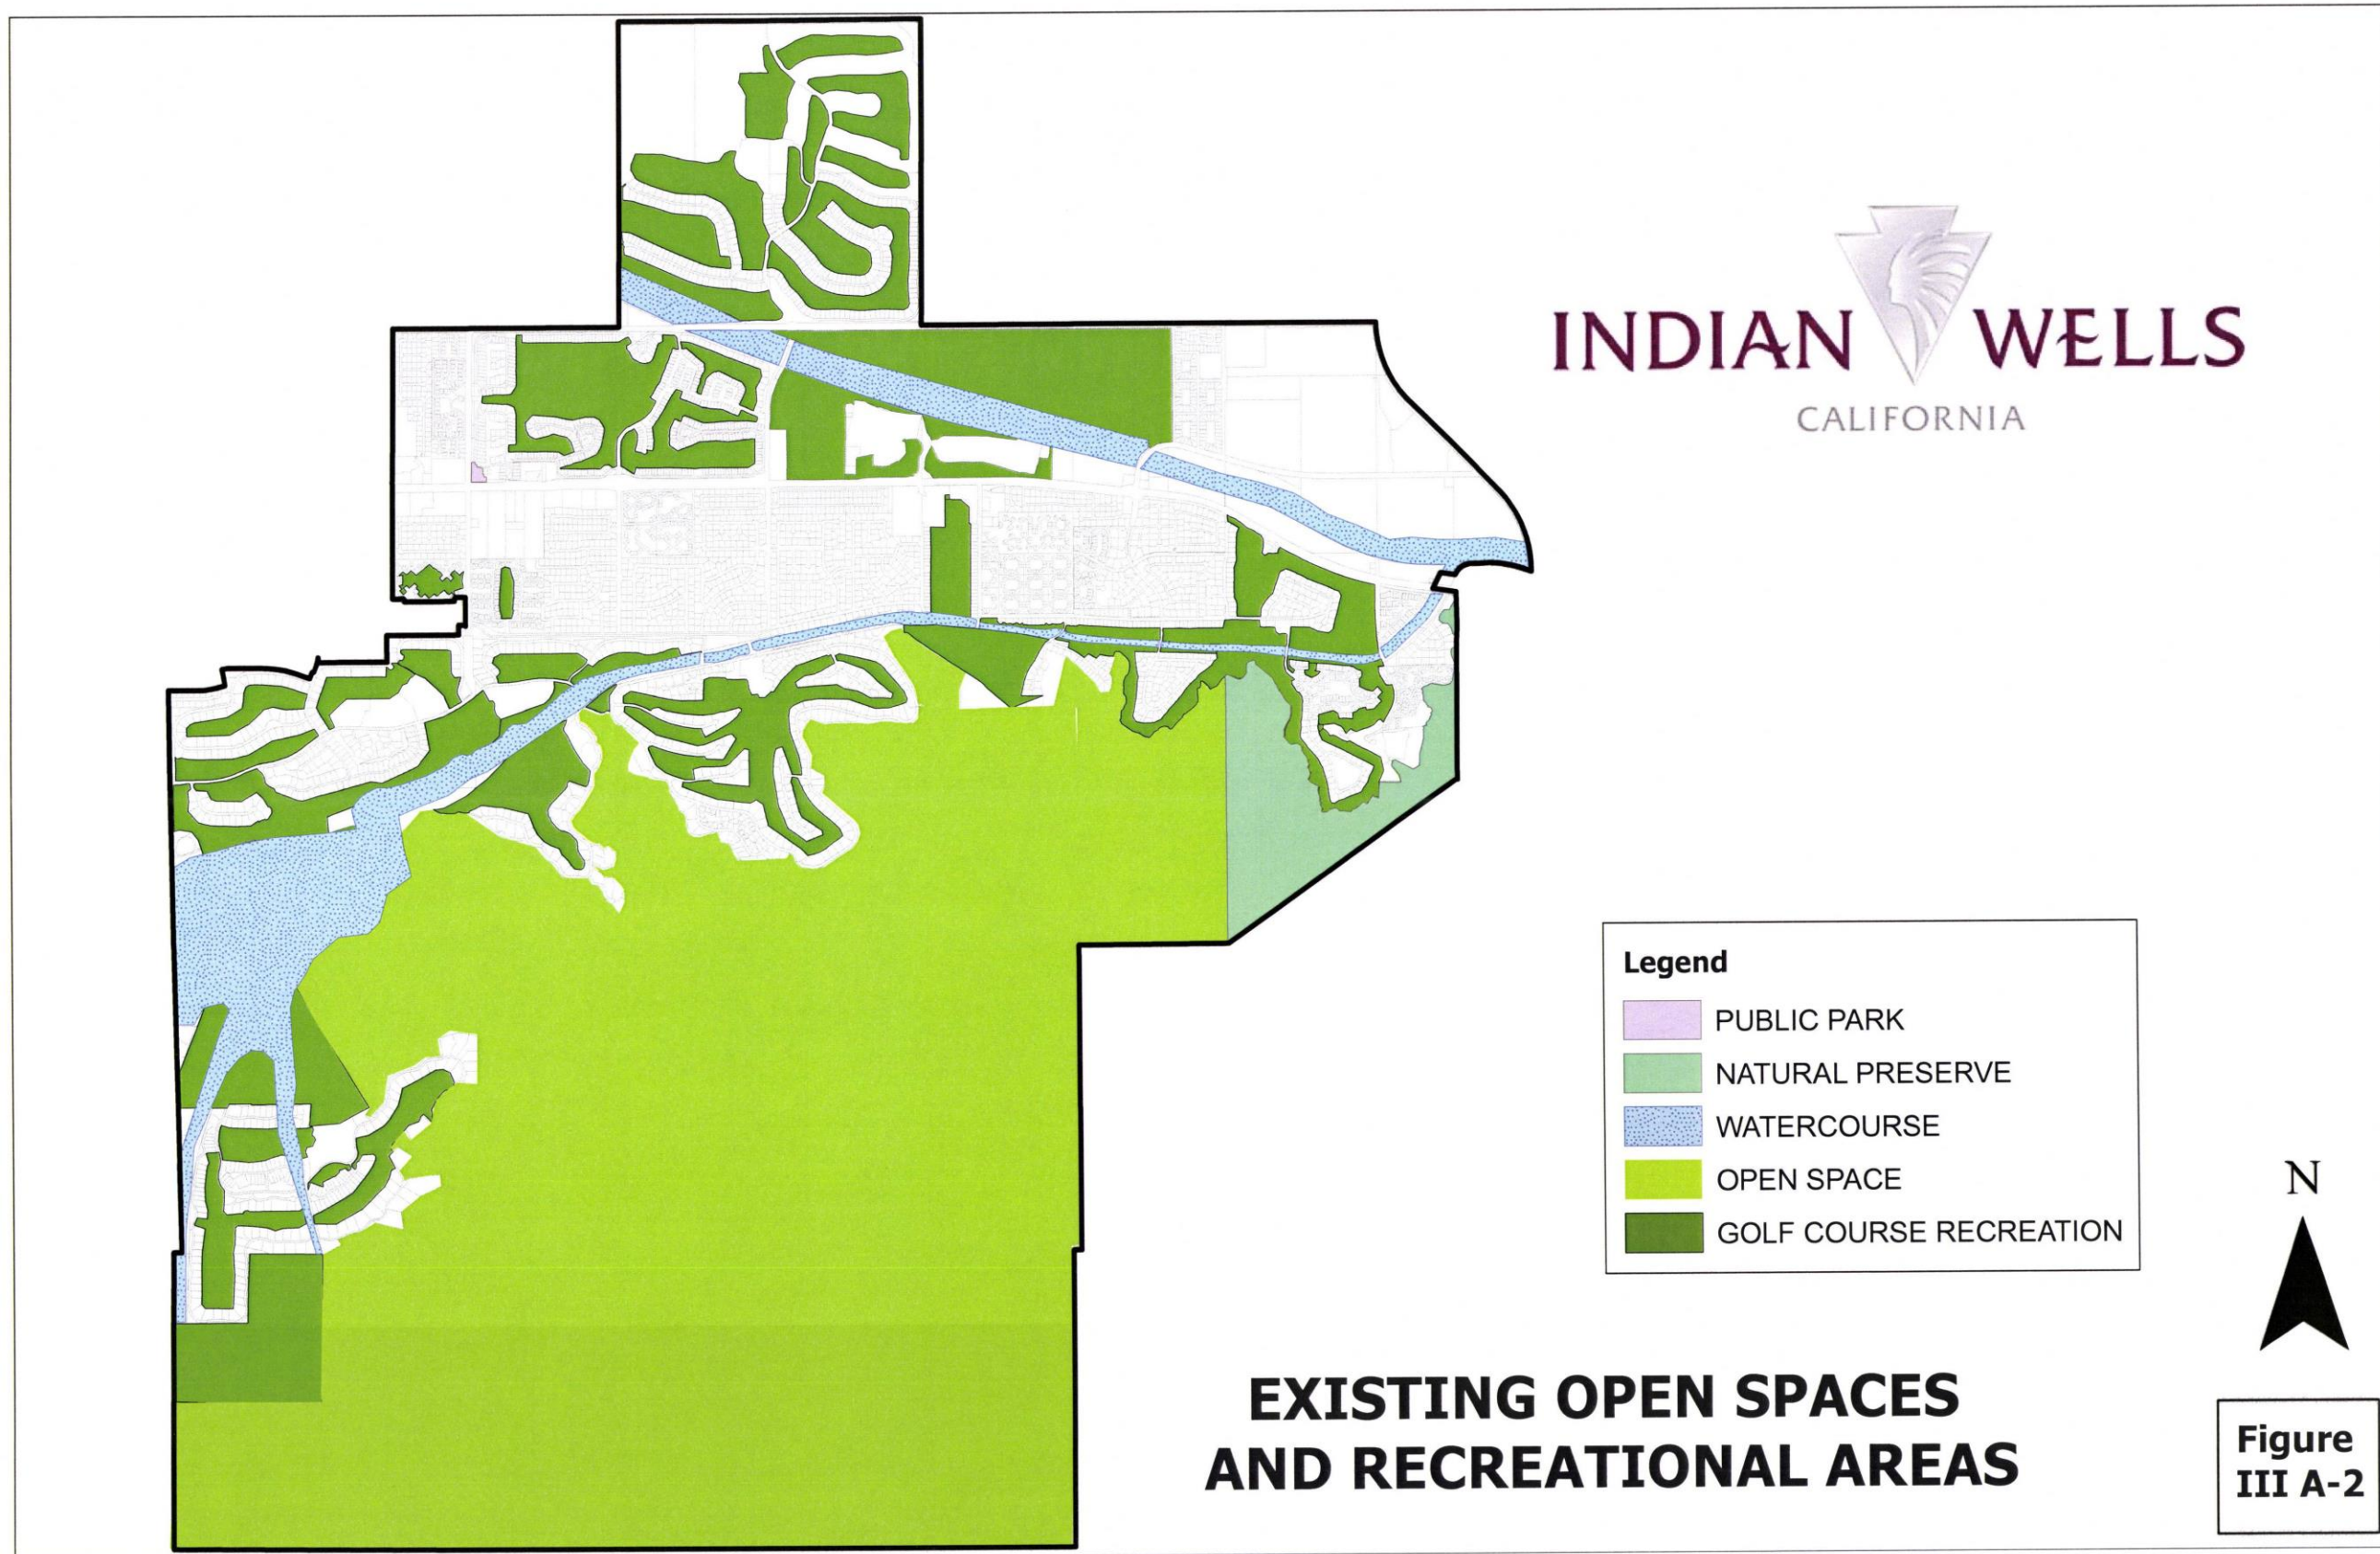 INDIAN WELLS
CALIFORNIA
Legend
PUBLIC PARK
NATURAL PRESERVE
WATERCOURSE
OPEN SPACE
GOLF COURSE RECREATION
N
EXISTING OPEN SPACES
AND RECREATIONAL AREAS
Figure
III A-2